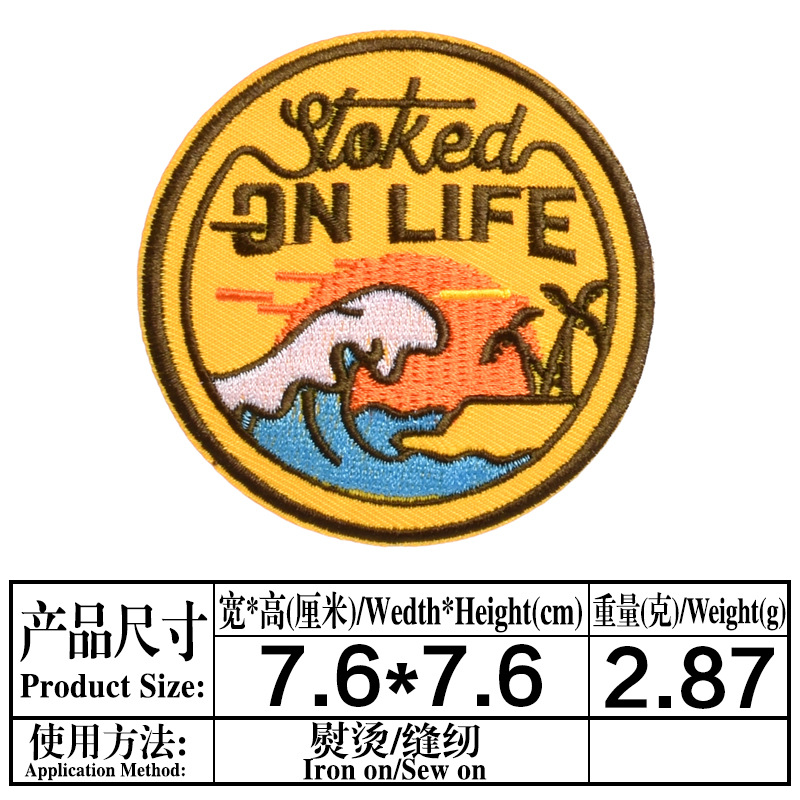 Stoked
ON LIFE
产品尺寸
Product Size:
宽*高(厘米)/Wedth*Height(cm)
重量(克)/Weight(g)
7.6*7.6
2.87
使用方法:
Application Method:
熨烫/缝纫
Iron on/Sew on